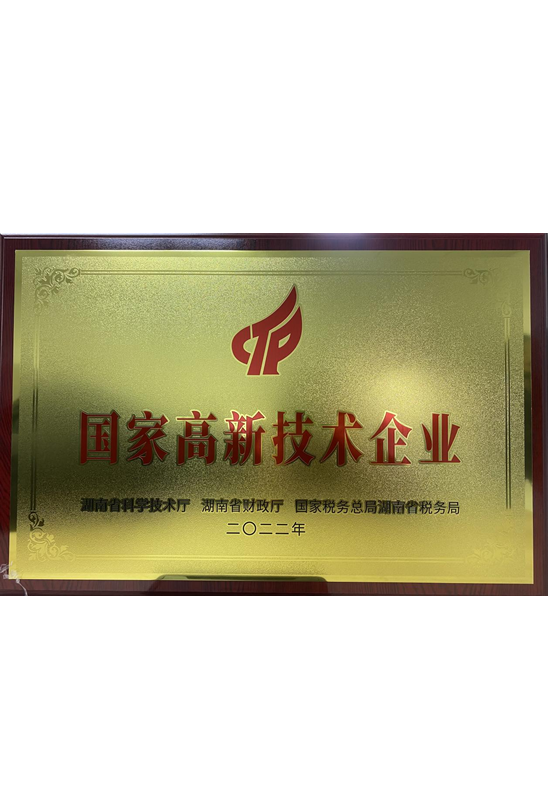 国家高新技术企业
湖南省科学技术厅 湖南省财政厅 国家税务总局湖南省税务局
二〇二二年